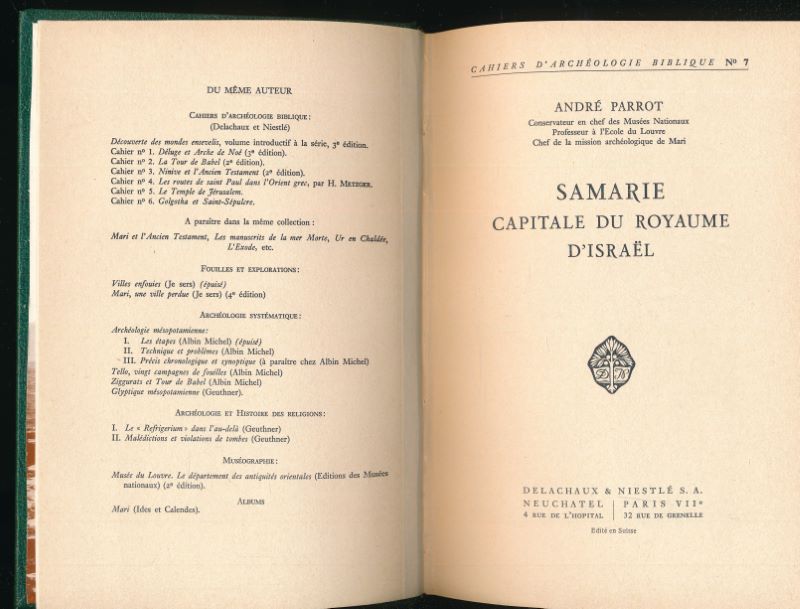 DU MÊME AUTEUR
CAHIERS D'ARCHÉOLOGIE BIBLIQUE :
(Delachaux et Niestlé)
Découverte des mondes ensevelis, volume introductif à la série, 3e édition.
Cahier no 1. Déluge et Arche de Noé (3e édition).
Cahier no 2. La Tour de Babel (2e édition).
Cahier no 3. Ninive et l'Ancien Testament (2e édition).
Cahier no 4. Les routes de saint Paul dans l'Orient grec, par H. METZGER.
Cahier no 5. Le Temple de Jérusalem.
Cahier no 6. Golgotha et Saint-Sépulcre.
A paraître dans la même collection :
Mari et l'Ancien Testament, Les manuscrits de la mer Morte, Ur en Chaldée,
L'Exode, etc.
FOUILLES ET EXPLORATIONS :
Villes enfouies (Je sers) (épuisé)
Mari, une ville perdue (Je sers) (4e édition)
ARCHÉOLOGIE SYSTÉMATIQUE :
Archéologie mésopotamienne :
I. Les étapes (Albin Michel) (épuisé)
II. Technique et problèmes (Albin Michel)
III. Précis chronologique et synoptique (à paraître chez Albin Michel)
Tello, vingt campagnes de fouilles (Albin Michel)
Ziggurats et Tour de Babel (Albin Michel)
Glyptique mésopotamienne (Geuthner).
ARCHÉOLOGIE ET HISTOIRE DES RELIGIONS :
I. Le « Refrigerium » dans l'au-delà (Geuthner)
II. Malédictions et violations de tombes (Geuthner)
MUSÉOGRAPHIE :
Musée du Louvre. Le département des antiquités orientales (Editions des Musées
nationaux) (2e édition).
ALBUMS
Mari (Ides et Calendes).
CAHIERS D'ARCHÉOLOGIE BIBLIQUE No 7
ANDRÉ PARROT
Conservateur en chef des Musées Nationaux
Professeur à l'Ecole du Louvre
Chef de la mission archéologique de Mari
SAMARIE
CAPITALE DU ROYAUME
D'ISRAËL
D N
DELACHAUX & NIESTLÉ S. A.
NEUCHATEL | PARIS VIIe
4 RUE DE L'HOPITAL | 32 RUE DE GRENELLE
Edité en Suisse